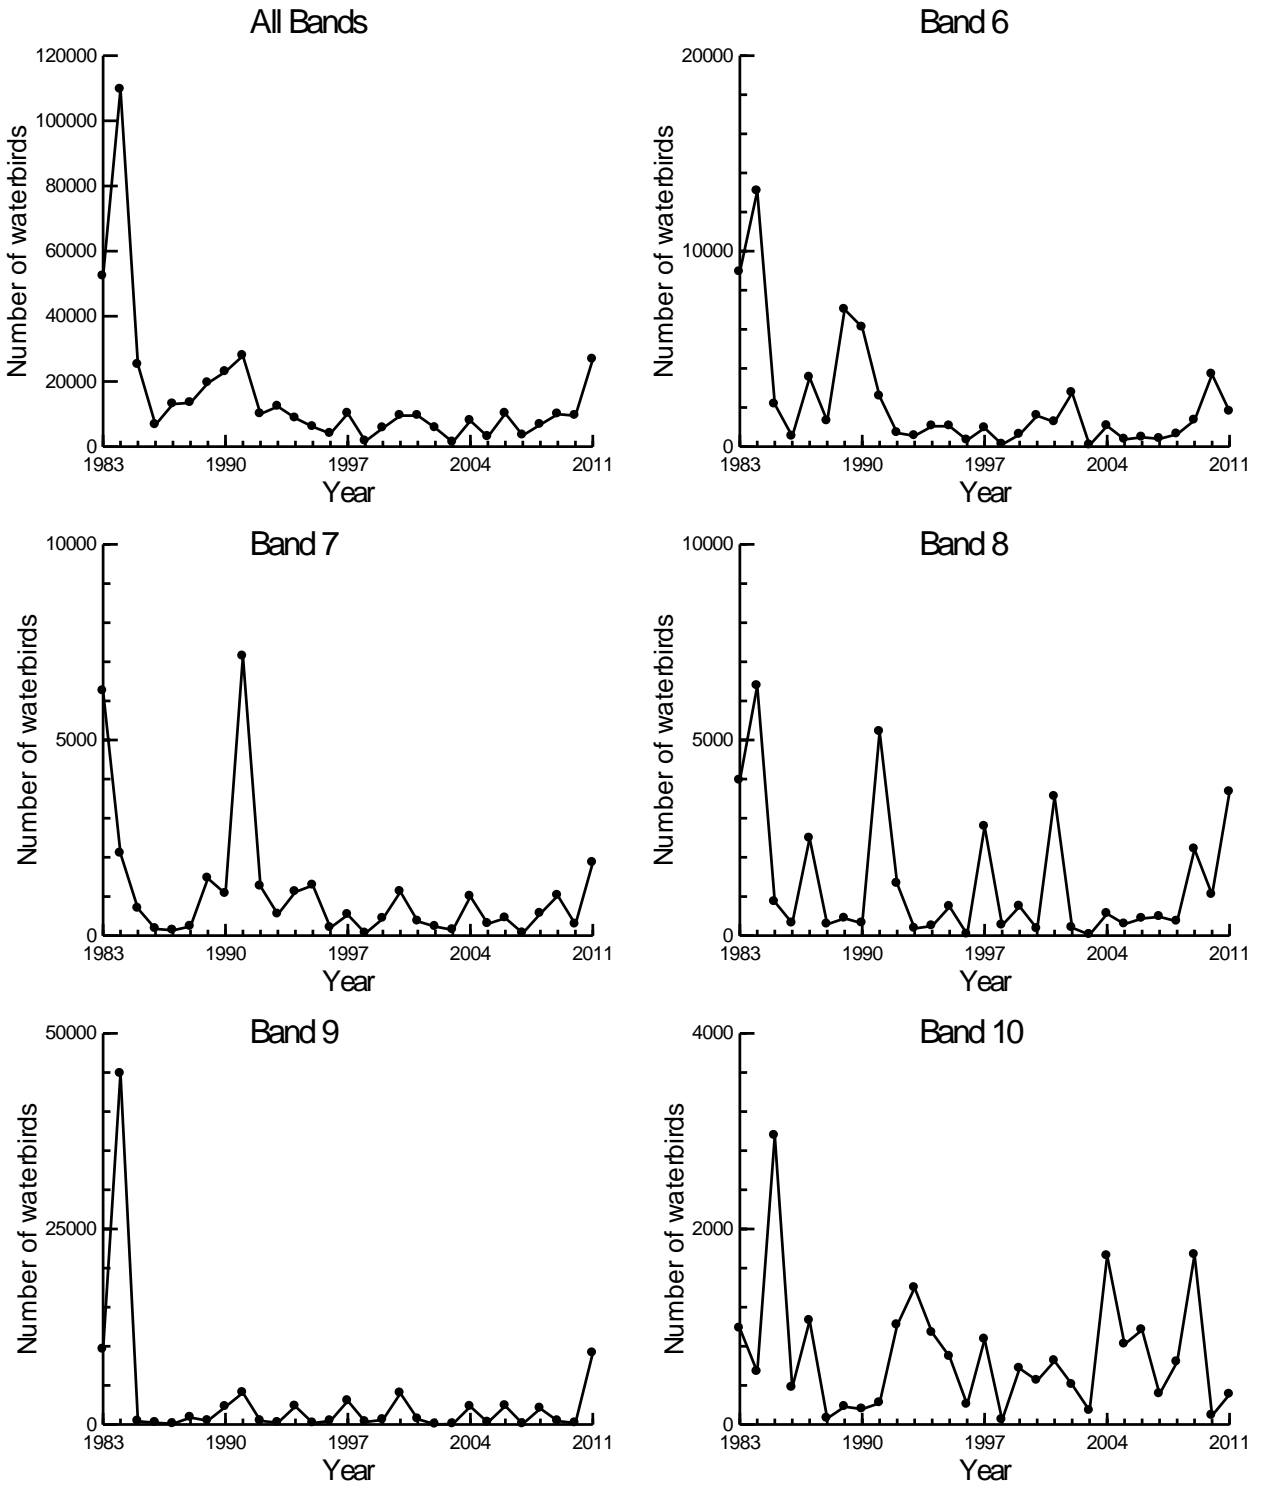 All Bands
120000
100000
80000
60000
40000
20000
0
Number of waterbirds
1983 1990 1997 2004 2011
Year
Band 6
20000
10000
0
Number of waterbirds
1983 1990 1997 2004 2011
Year
Band 7
10000
5000
0
Number of waterbirds
1983 1990 1997 2004 2011
Year
Band 8
10000
5000
0
Number of waterbirds
1983 1990 1997 2004 2011
Year
Band 9
50000
25000
0
Number of waterbirds
1983 1990 1997 2004 2011
Year
Band 10
4000
2000
0
Number of waterbirds
1983 1990 1997 2004 2011
Year